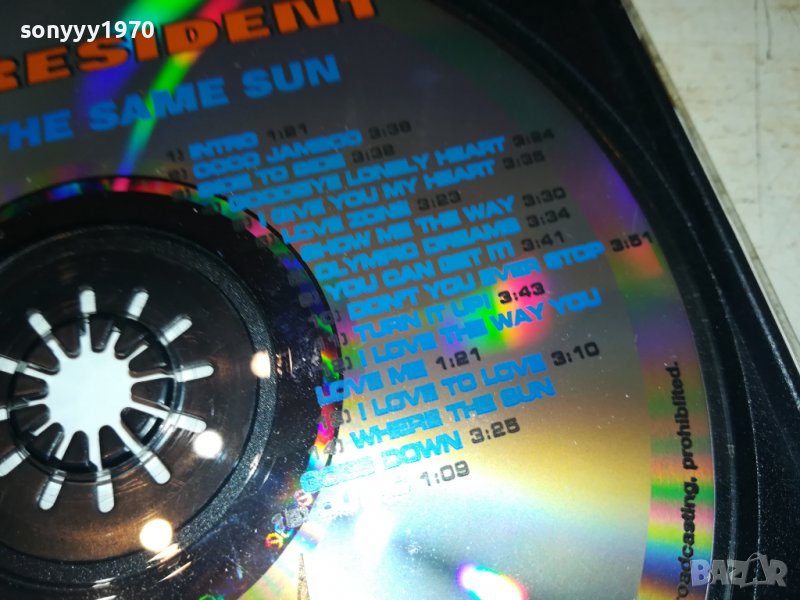 sonyyy1970
RESIDENT
THE SAME SUN
1) INTRO 1:21
2) COCO JAMBOO 3:39
SIDE TO SIDE 3:32
GOODBYE LONELY HEART 3:24
I GIVE YOU MY HEART 3:35
LOVE ZONE 3:23
SHOW ME THE WAY 3:30
OLYMPIC DREAMS 3:34
YOU CAN GET IT! 3:41
DON'T YOU EVER STOP 3:51
TURN IT UP! 3:43
I LOVE THE WAY YOU
LOVE ME 1:21
I LOVE TO LOVE 3:10
WHERE THE SUN
GOES DOWN 3:25
1:09
roadcasting, prohibited.
BAZAR